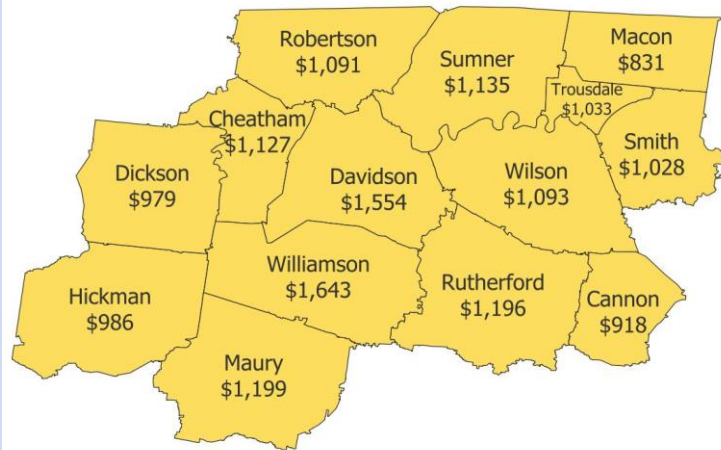 Robertson
$1,091
Sumner
$1,135
Macon
$831
Trousdale
$1,033
Cheatham
$1,127
Smith
$1,028
Dickson
$979
Davidson
$1,554
Wilson
$1,093
Williamson
$1,643
Rutherford
$1,196
Hickman
$986
Cannon
$918
Maury
$1,199